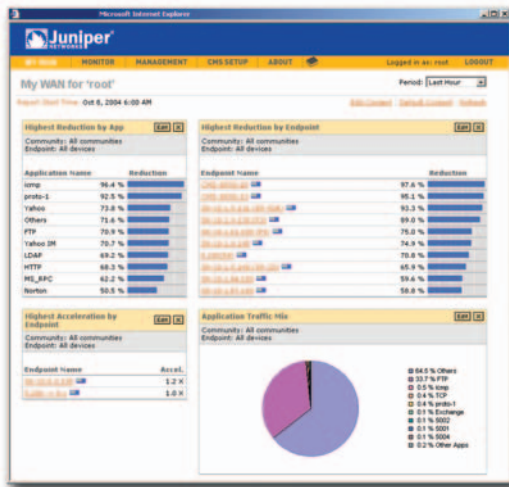 Microsoft Internet Explorer
Juniper
NETWORKS
MY WAN MONITOR MANAGEMENT CMS SETUP ABOUT Logged in as: root LOGOUT
My WAN for 'root' Period: Last Hour
Report Start Time: Oct 8, 2004 6:00 AM Edit Content Default Content Refresh
Highest Reduction by App Edit X
Community: All communities
Endpoint: All devices
Application Name Reduction
icmp 96.4 %
proto-1 92.5 %
Yahoo 73.8 %
Others 71.6 %
FTP 70.9 %
Yahoo IM 70.7 %
LDAP 69.2 %
HTTP 68.3 %
MS_RPC 62.2 %
Norton 50.5 %
Highest Reduction by Endpoint Edit X
Community: All communities
Endpoint: All devices
Endpoint Name Reduction
97.6 %
95.1 %
93.3 %
89.0 %
75.0 %
74.9 %
70.8 %
65.9 %
59.6 %
58.8 %
Highest Acceleration by Endpoint Edit X
Community: All communities
Endpoint: All devices
Endpoint Name Accel.
1.2 X
1.0 X
Application Traffic Mix Edit X
Community: All communities
Endpoint: All devices
64.5 % Others
33.7 % FTP
0.5 % icmp
0.4 % TCP
0.4 % proto-1
0.1 % Exchange
0.1 % 5002
0.1 % 5001
0.1 % 5004
0.2 % Other Apps